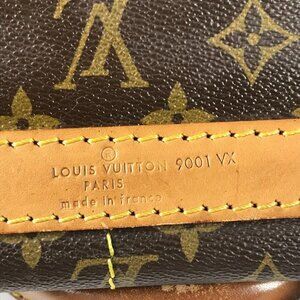 ®
LOUIS VUITTON 9001 VX
PARIS
made in france